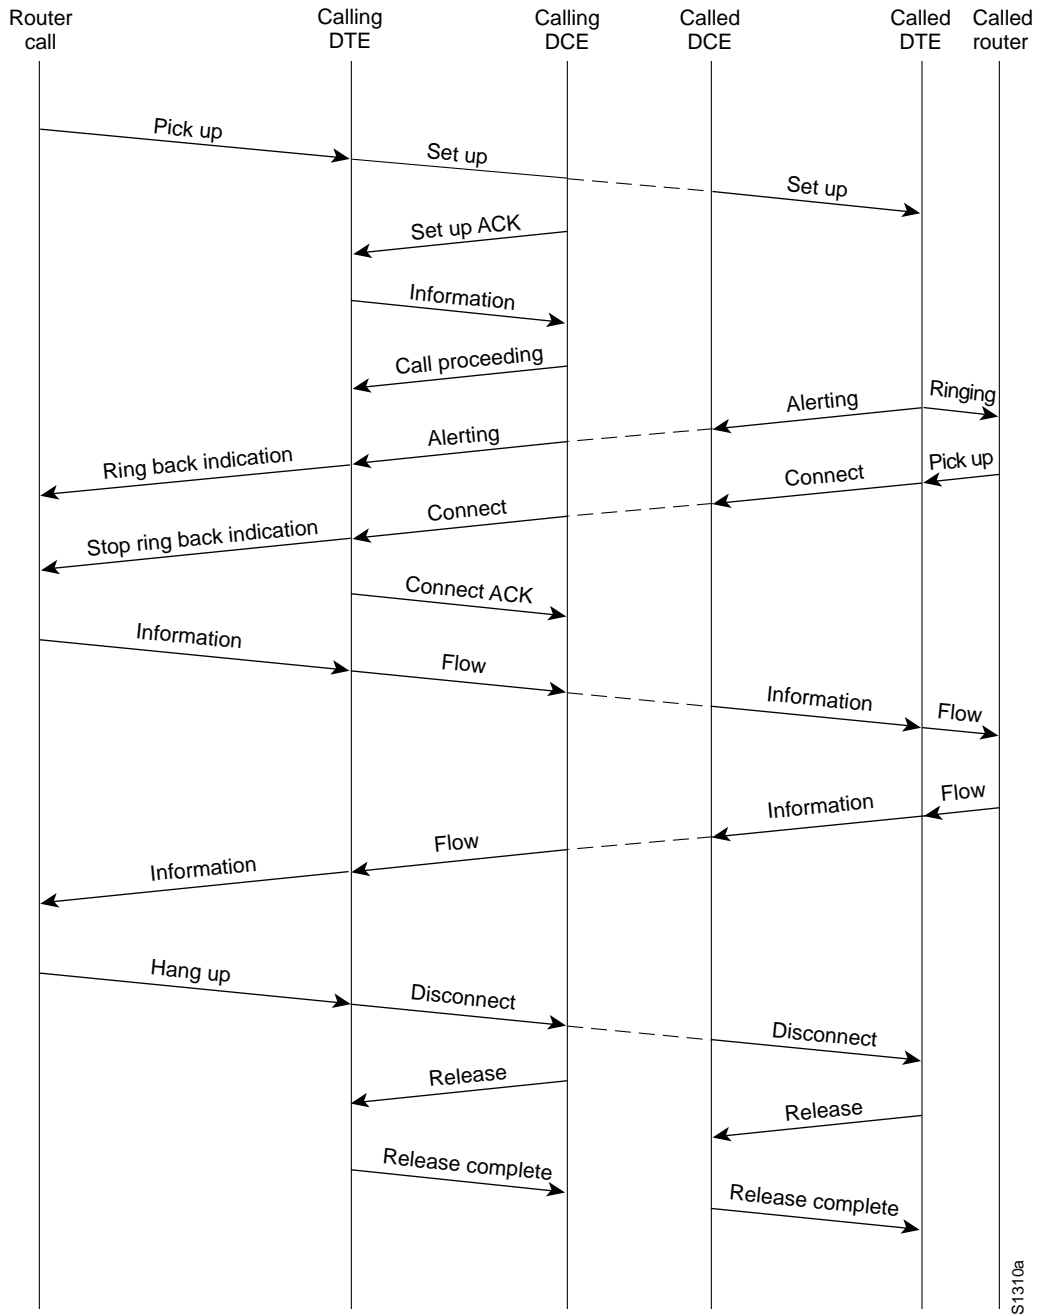 Router
call
Calling
DTE
Calling
DCE
Called
DCE
Called
DTE
Called
router
Pick up
Set up
Set up
Set up ACK
Information
Call proceeding
Ringing
Alerting
Alerting
Ring back indication
Pick up
Connect
Connect
Stop ring back indication
Connect ACK
Information
Flow
Information
Flow
Flow
Information
Flow
Information
Hang up
Disconnect
Disconnect
Release
Release
Release complete
Release complete
S1310a